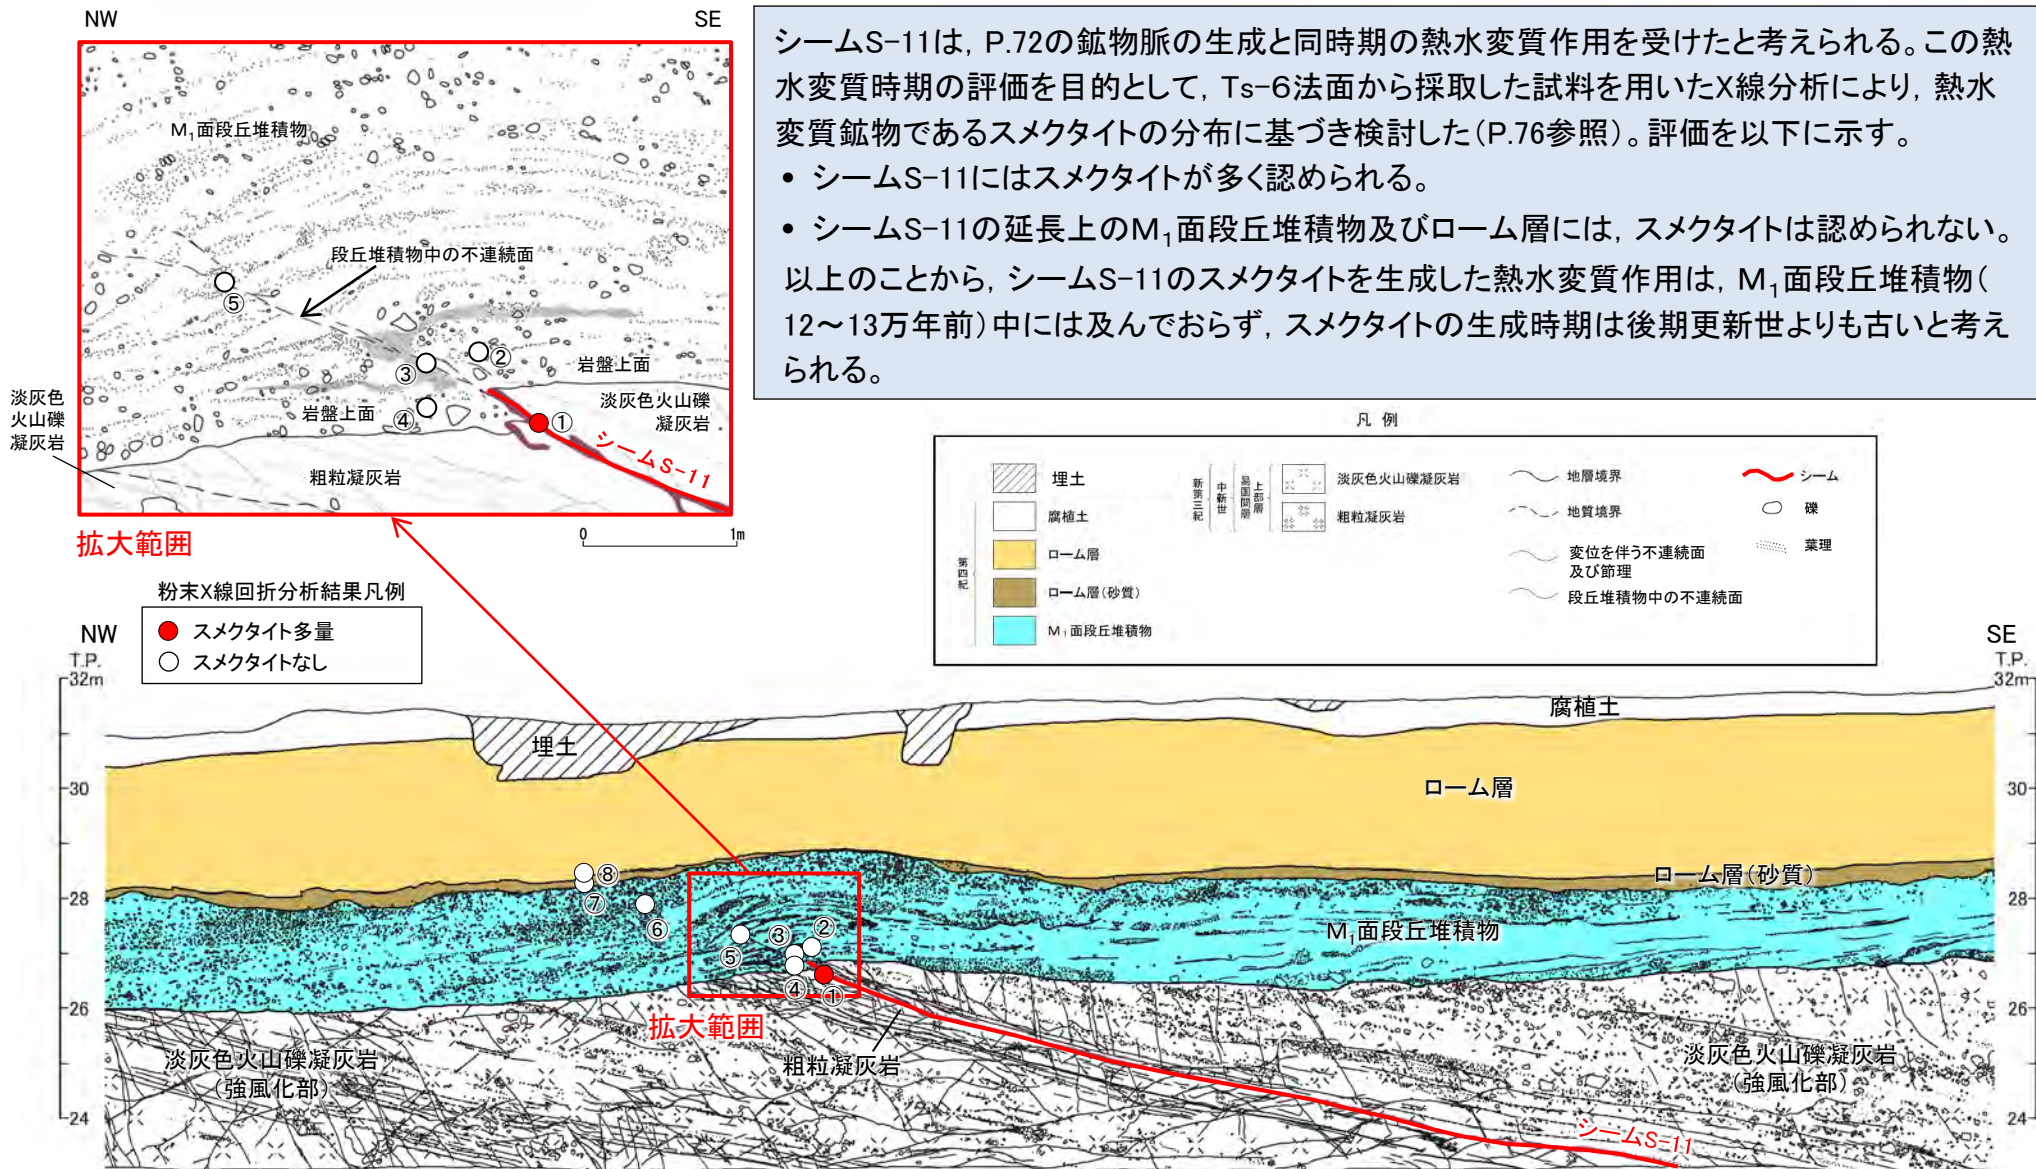 NW
SE
M₁面段丘堆積物
段丘堆積物中の不連続面
⑤
②
③
岩盤上面
④
岩盤上面
①
淡灰色
火山礫
凝灰岩
淡灰色火山礫
凝灰岩
シームS-11
粗粒凝灰岩
拡大範囲
0
1m
シームS-11は，P.72の鉱物脈の生成と同時期の熱水変質作用を受けたと考えられる。この熱
水変質時期の評価を目的として，Ts-6法面から採取した試料を用いたX線分析により，熱水
変質鉱物であるスメクタイトの分布に基づき検討した（P.76参照）。評価を以下に示す。
• シームS-11にはスメクタイトが多く認められる。
• シームS-11の延長上のM₁面段丘堆積物及びローム層には，スメクタイトは認められない。
以上のことから，シームS-11のスメクタイトを生成した熱水変質作用は，M₁面段丘堆積物（
12～13万年前）中には及んでおらず，スメクタイトの生成時期は後期更新世よりも古いと考え
られる。
凡例
埋土
腐植土
ローム層
ローム層（砂質）
M₁面段丘堆積物
第四紀
新第三紀
中新世
易国間層
上部層
淡灰色火山礫凝灰岩
粗粒凝灰岩
地層境界
地質境界
変位を伴う不連続面
及び節理
段丘堆積物中の不連続面
シーム
礫
葉理
粉末X線回折分析結果凡例
スメクタイト多量
スメクタイトなし
NW
T.P.
32m
30
28
26
24
SE
T.P.
32m
30
28
26
24
腐植土
埋土
ローム層
ローム層（砂質）
M₁面段丘堆積物
⑧
⑦
⑥
⑤
③
②
④
①
拡大範囲
粗粒凝灰岩
淡灰色火山礫凝灰岩
（強風化部）
淡灰色火山礫凝灰岩
（強風化部）
シームS-11